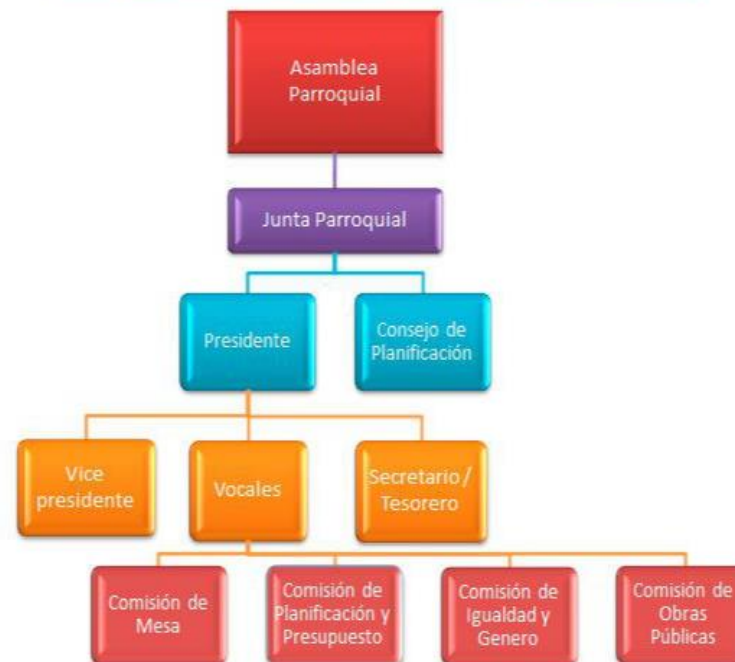 Asamblea
Parroquial
Junta Parroquial
Presidente
Consejo de
Planificación
Vice
presidente
Vocales
Secretario /
Tesorero
Comisión de
Mesa
Comisión de
Planificación y
Presupuesto
Comisión de
Igualdad y
Genero
Comisión de
Obras
Públicas